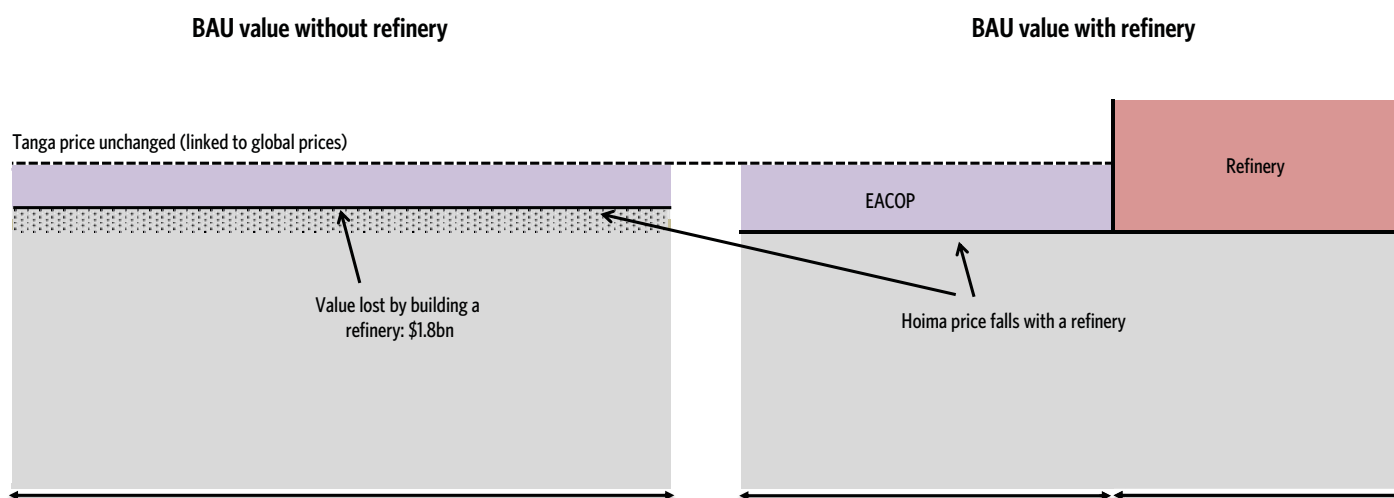 BAU value without refinery
BAU value with refinery
Tanga price unchanged (linked to global prices)
Refinery
EACOP
Value lost by building a
refinery: $1.8bn
Hoima price falls with a refinery